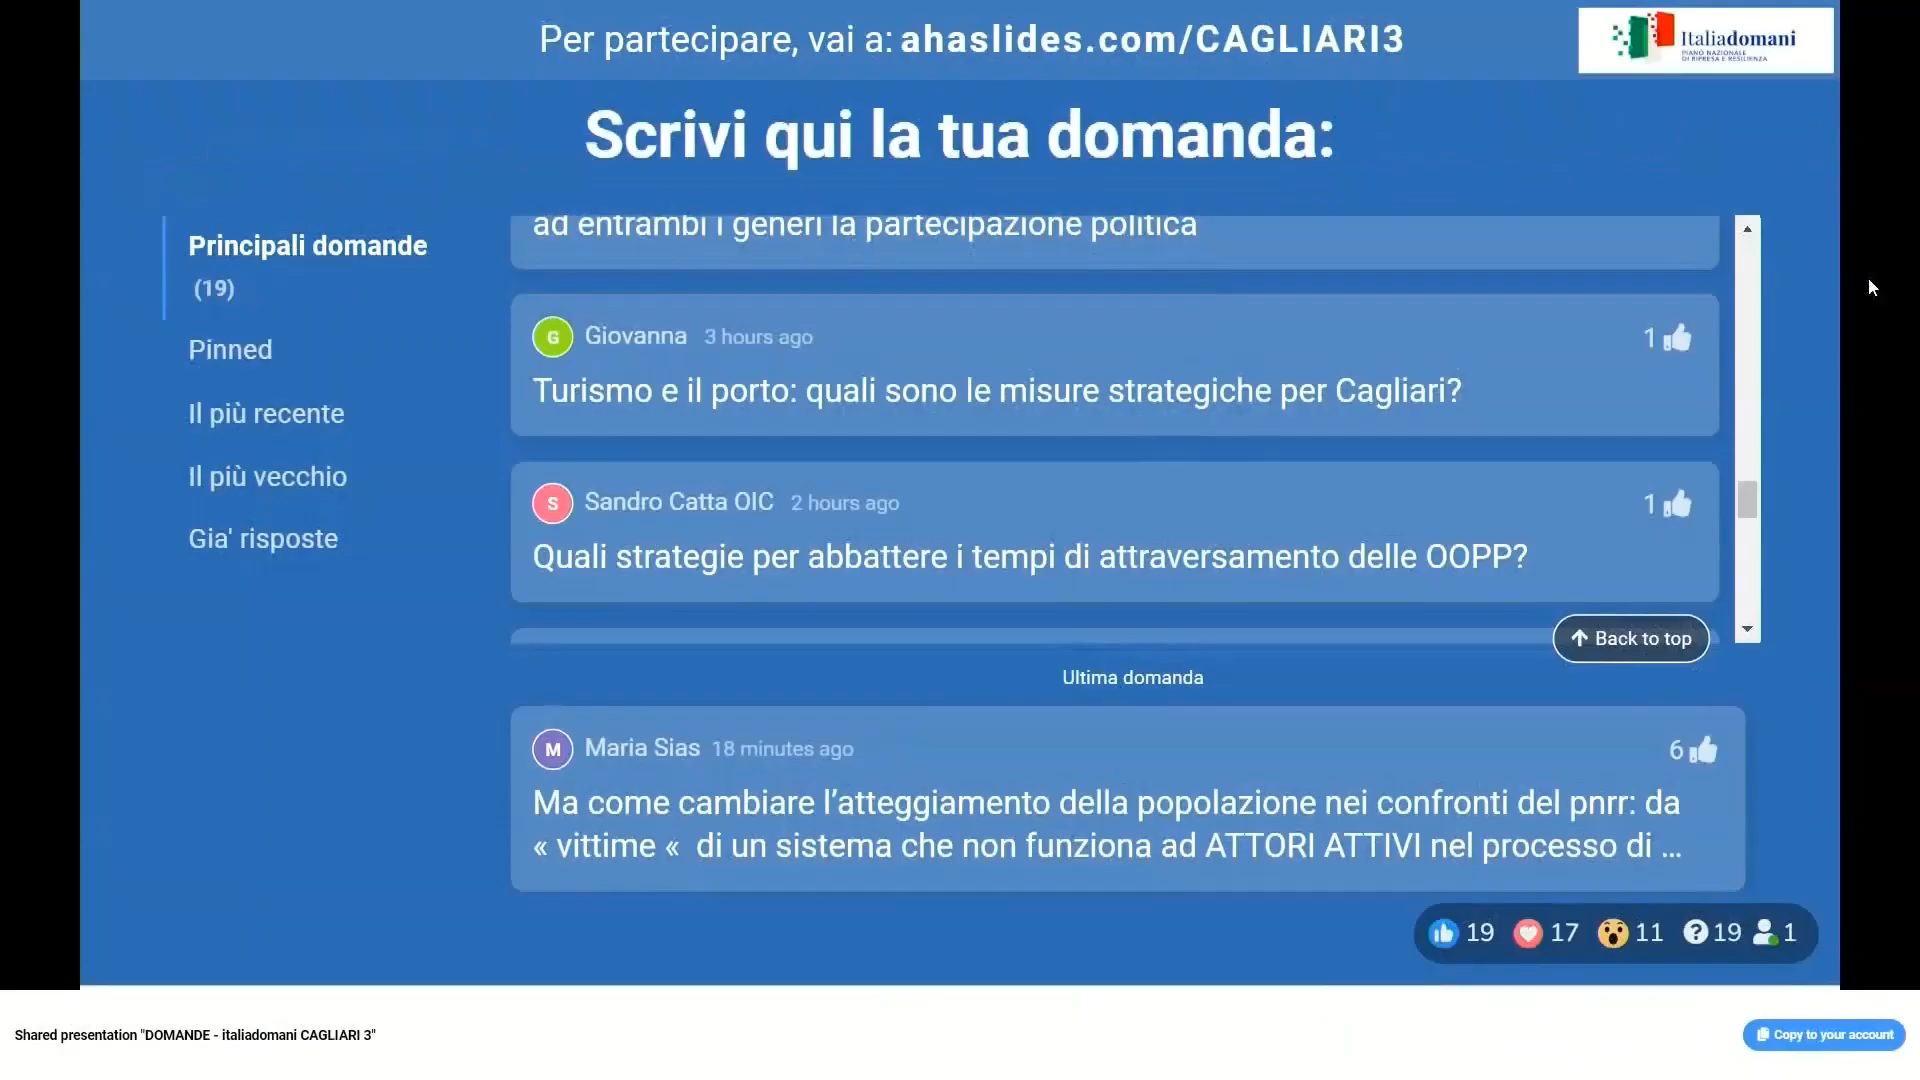 Per partecipare, vai a: ahaslides.com/CAGLIARI3
Italiadomani
PIANO NAZIONALE
DI RIPRESA E RESILIENZA
Scrivi qui la tua domanda:
Principali domande
(19)
Pinned
Il più recente
Il più vecchio
Gia' risposte
ad entrambi i generi la partecipazione politica
G Giovanna 3 hours ago 1
Turismo e il porto: quali sono le misure strategiche per Cagliari?
S Sandro Catta OIC 2 hours ago 1
Quali strategie per abbattere i tempi di attraversamento delle OOPP?
Back to top
Ultima domanda
M Maria Sias 18 minutes ago 6
Ma come cambiare l’atteggiamento della popolazione nei confronti del pnrr: da
« vittime «  di un sistema che non funziona ad ATTORI ATTIVI nel processo di ...
19 17 11 ? 19 1
Shared presentation "DOMANDE - italiadomani CAGLIARI 3"
Copy to your account